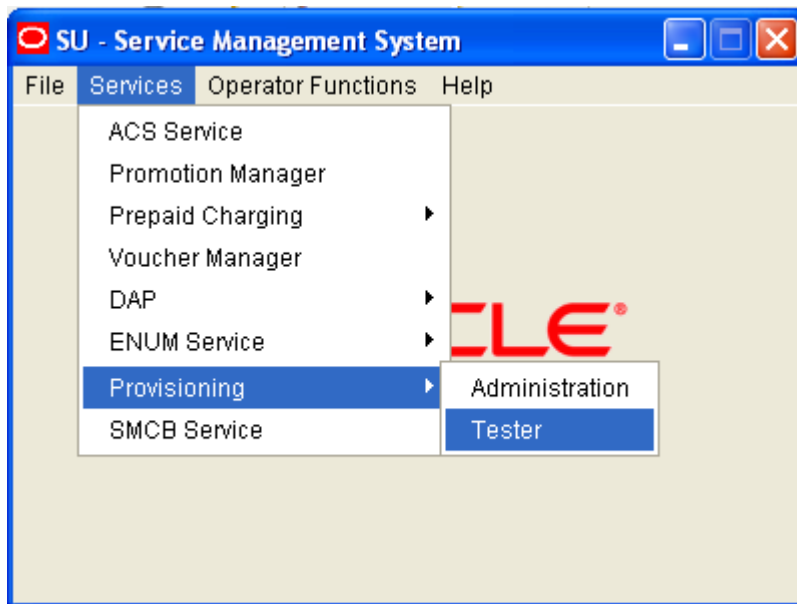 SU - Service Management System
File Services Operator Functions Help
ACS Service
Promotion Manager
Prepaid Charging
Voucher Manager
DAP
ENUM Service
Provisioning
SMCB Service
Administration
Tester
CLE®